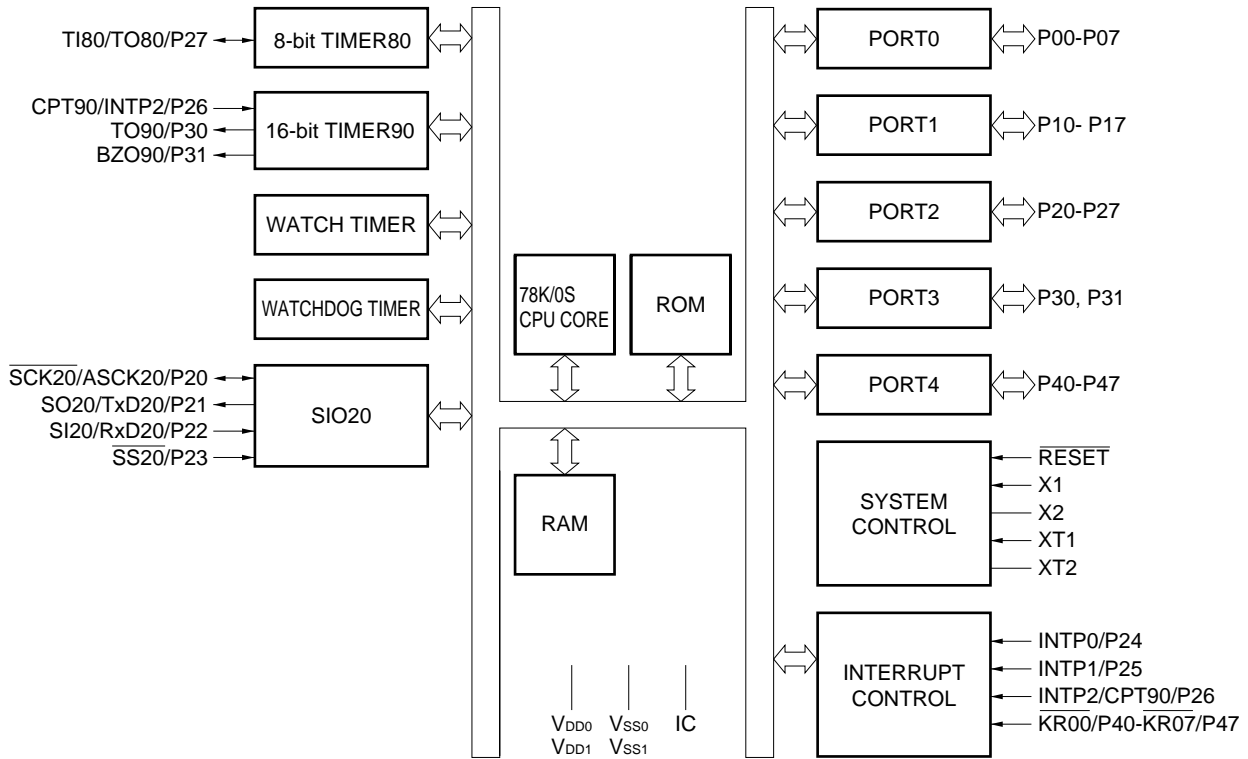 TI80/TO80/P27
8-bit TIMER80
CPT90/INTP2/P26
TO90/P30
BZO90/P31
16-bit TIMER90
WATCH TIMER
WATCHDOG TIMER
SCK20/ASCK20/P20
SO20/TxD20/P21
SI20/RxD20/P22
SS20/P23
SIO20
78K/0S
CPU CORE
ROM
RAM
VDD0
VDD1
VSS0
VSS1
IC
PORT0
P00-P07
PORT1
P10- P17
PORT2
P20-P27
PORT3
P30, P31
PORT4
P40-P47
SYSTEM
CONTROL
RESET
X1
X2
XT1
XT2
INTERRUPT
CONTROL
INTP0/P24
INTP1/P25
INTP2/CPT90/P26
KR00/P40-KR07/P47